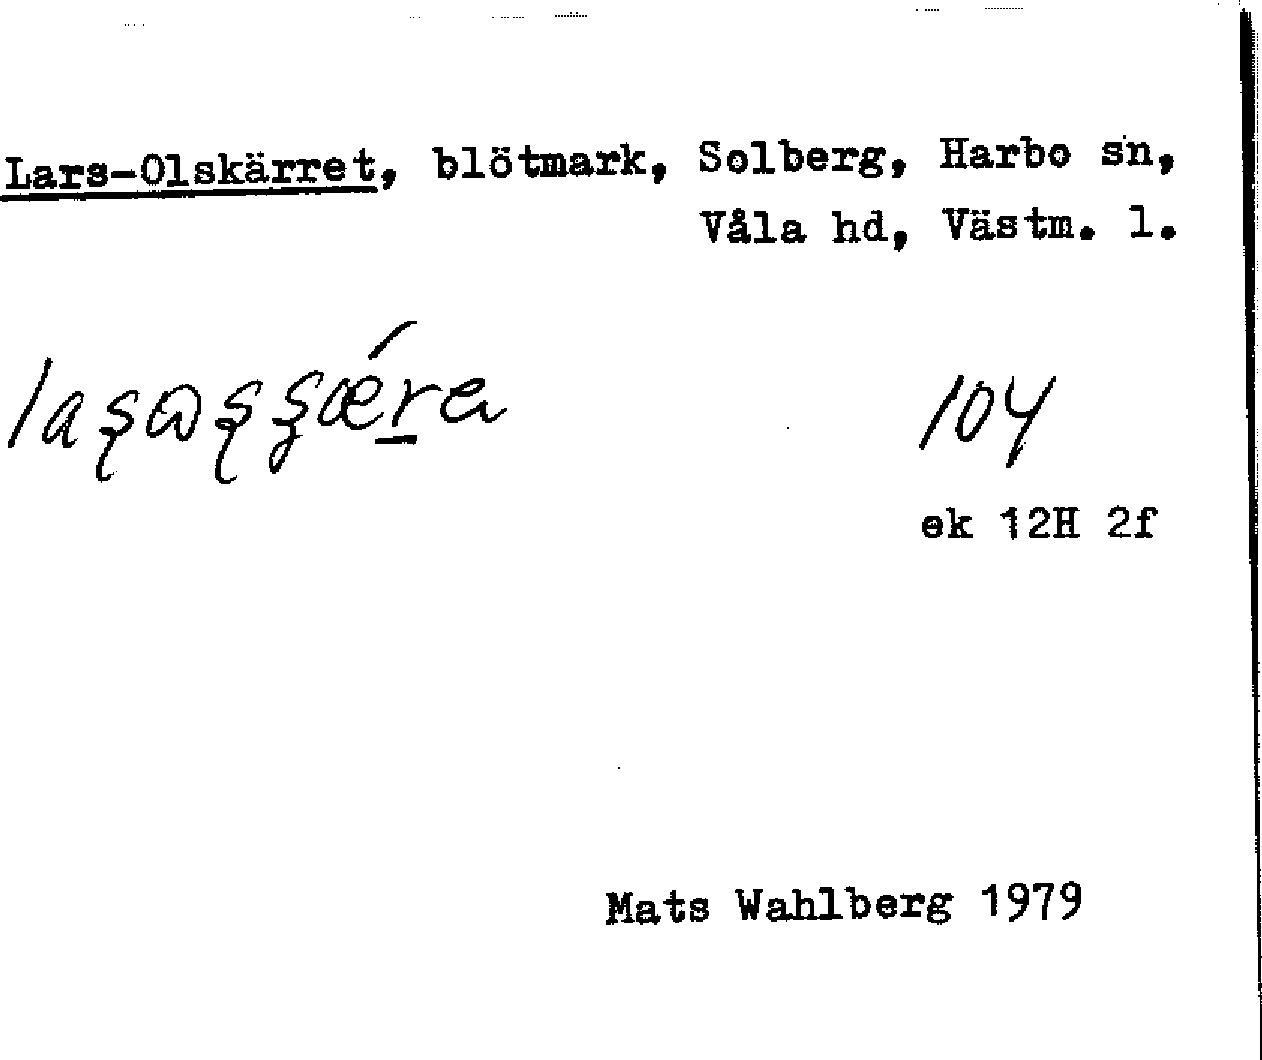 Lars-Olskärret, blötmark, Solberg, Harbo sn,
Våla hd, Västm. l.
104
ek 12H 2f
Mats Wahlberg 1979